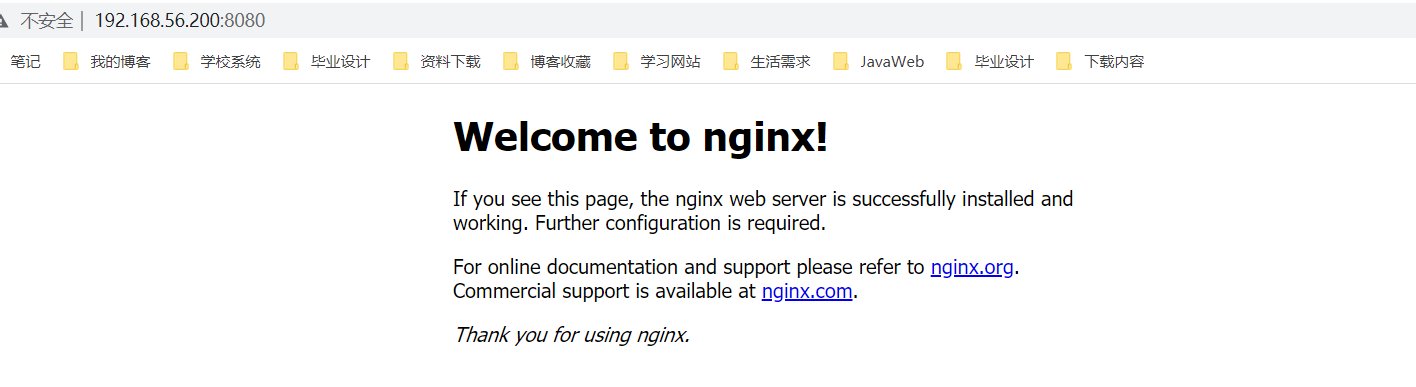 不安全 | 192.168.56.200:8080
笔记 我的博客 学校系统 毕业设计 资料下载 博客收藏 学习网站 生活需求 JavaWeb 毕业设计 下载内容
Welcome to nginx!
If you see this page, the nginx web server is successfully installed and
working. Further configuration is required.
For online documentation and support please refer to nginx.org.
Commercial support is available at nginx.com.
Thank you for using nginx.